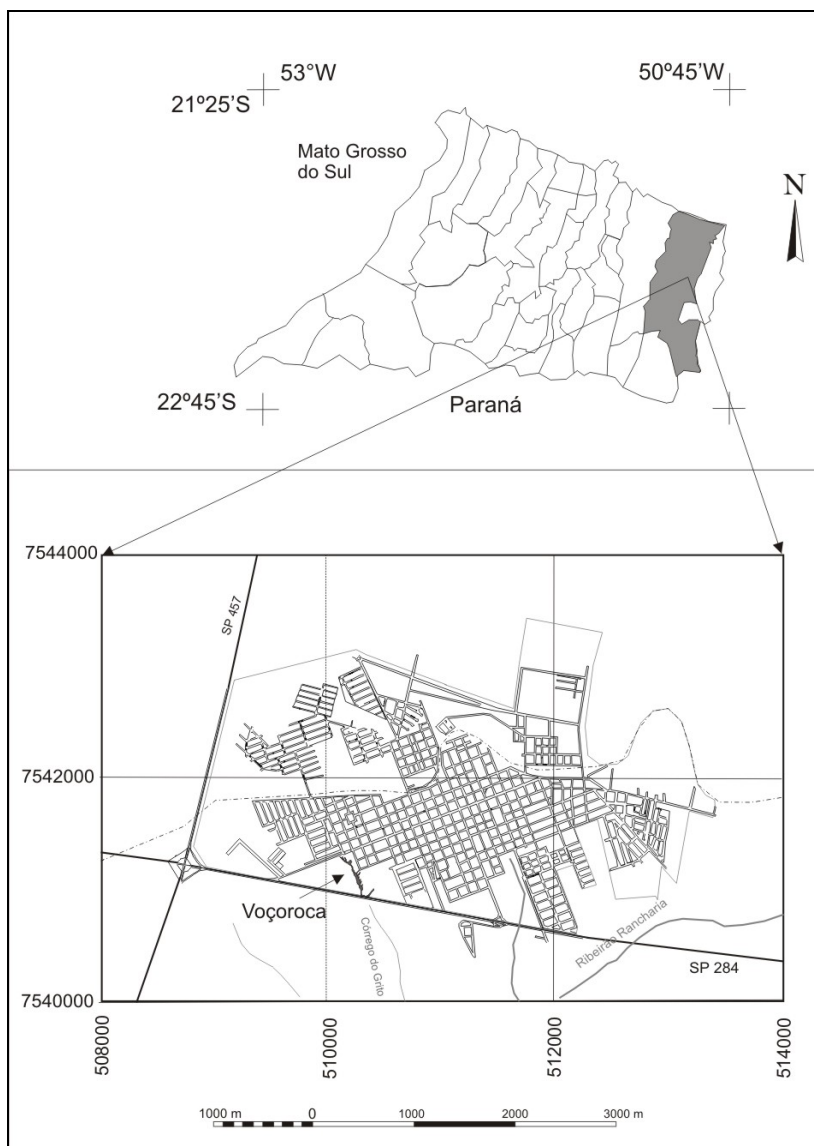 53°W
50º45'W
21º25'S
Mato Grosso
do Sul
N
22º45'S
Paraná
7544000
SP 457
7542000
Voçoroca
Córrego do Grito
Ribeirão Rancharia
SP 284
7540000
508000
510000
512000
514000
1000 m
0
1000
2000
3000 m